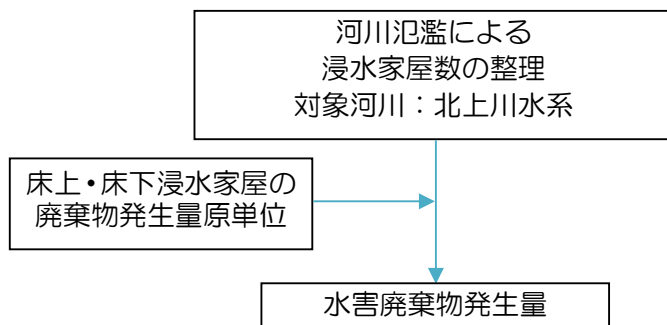 河川氾濫による
浸水家屋数の整理
対象河川：北上川水系
床上・床下浸水家屋の
廃棄物発生量原単位
水害廃棄物発生量